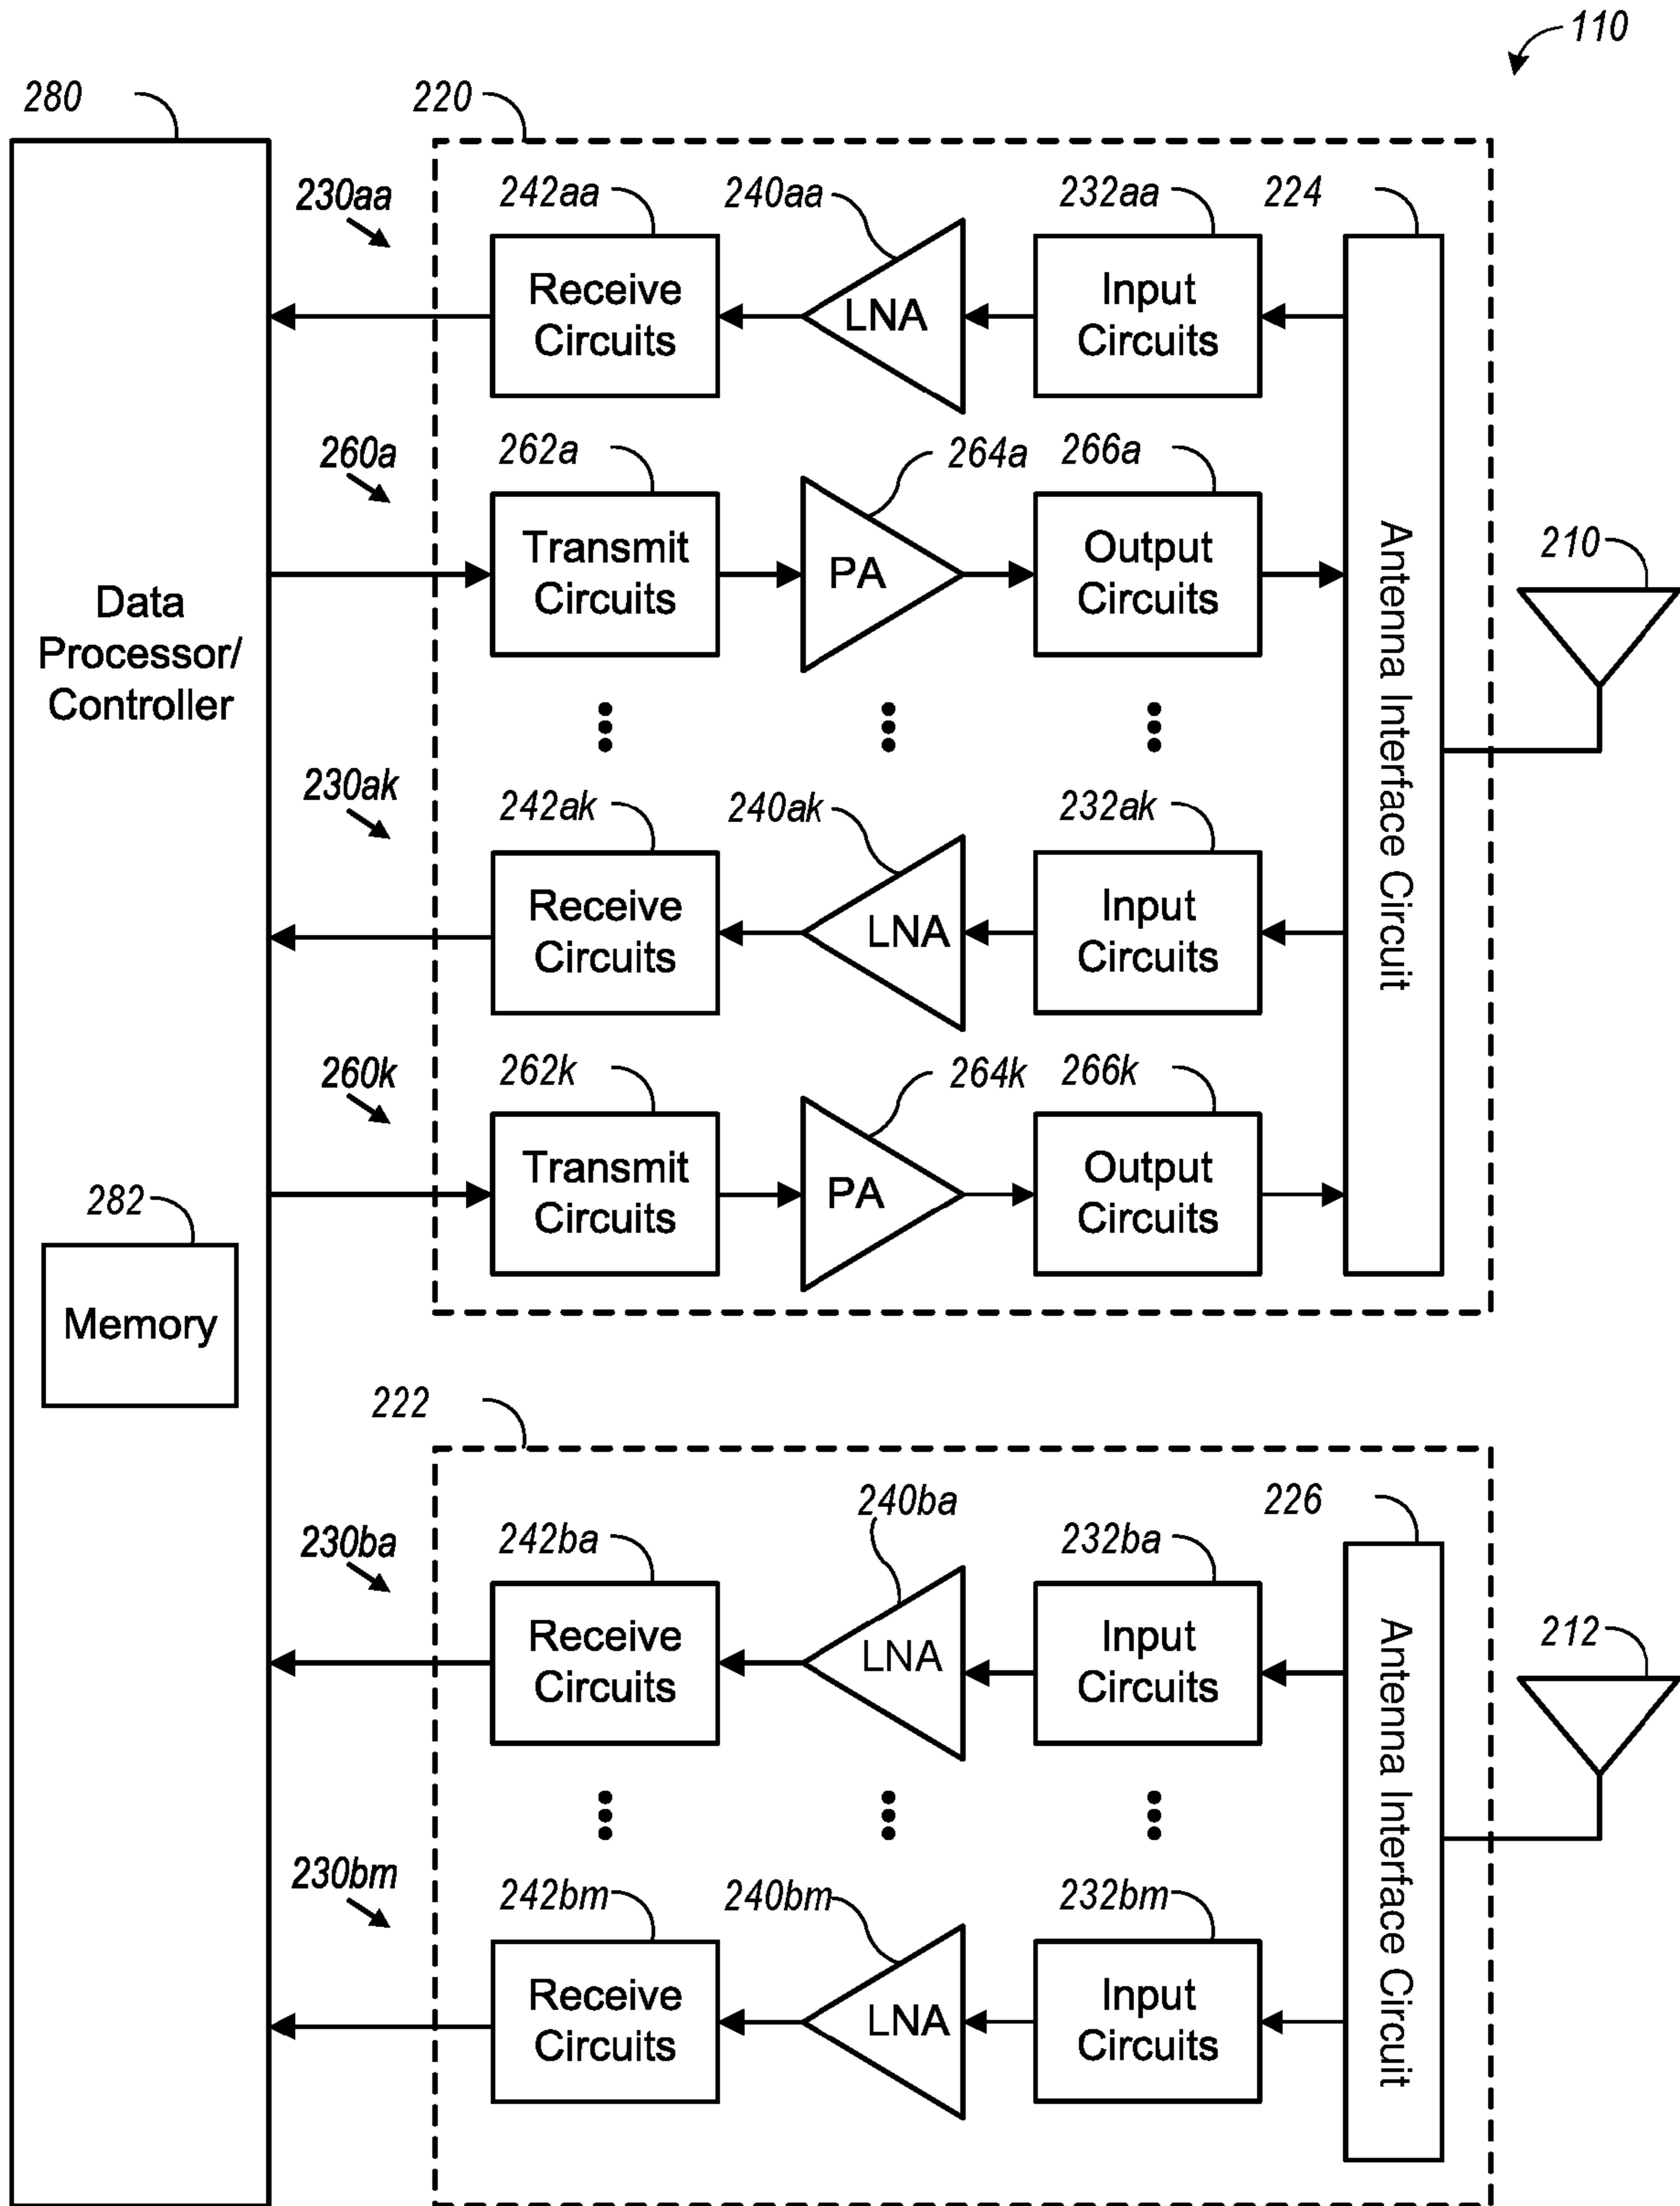 110
280
220
230aa
242aa
240aa
232aa
224
Receive
Circuits
LNA
Input
Circuits
260a
262a
264a
266a
Transmit
Circuits
PA
Output
Circuits
Antenna Interface Circuit
210
Data
Processor/
Controller
230ak
242ak
240ak
232ak
Receive
Circuits
LNA
Input
Circuits
260k
262k
264k
266k
Transmit
Circuits
PA
Output
Circuits
282
Memory
222
230ba
242ba
240ba
232ba
226
Receive
Circuits
LNA
Input
Circuits
Antenna Interface Circuit
212
230bm
242bm
240bm
232bm
Receive
Circuits
LNA
Input
Circuits